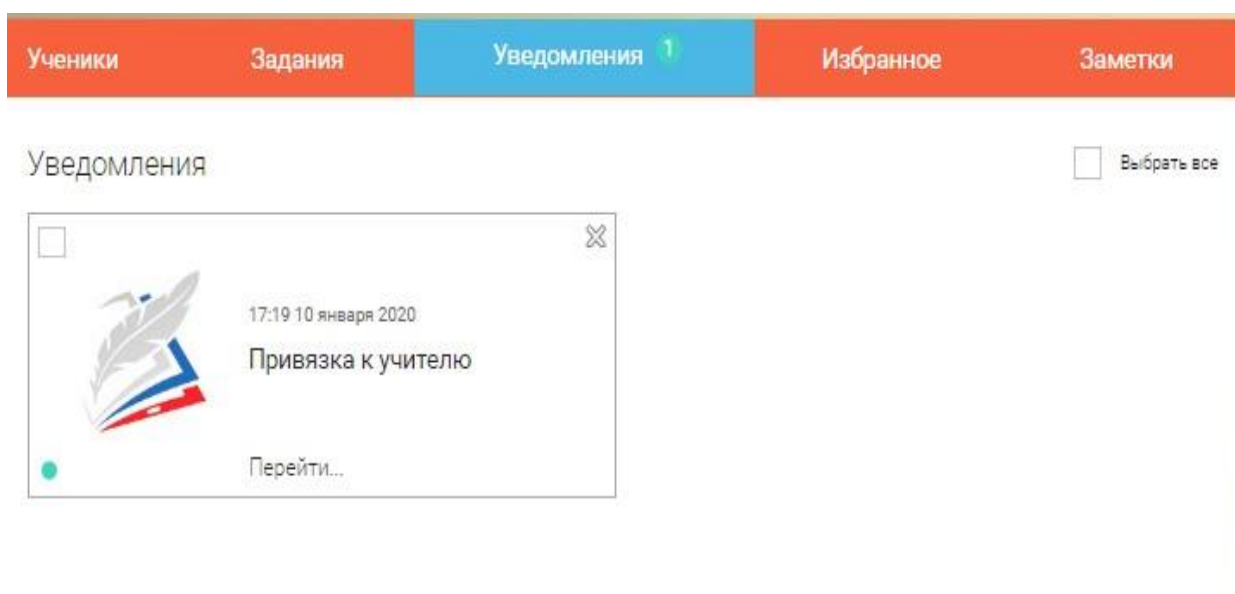 Ученики Задания Уведомления 1 Избранное Заметки
Уведомления
Выбрать все
17:19 10 января 2020
Привязка к учителю
Перейти...